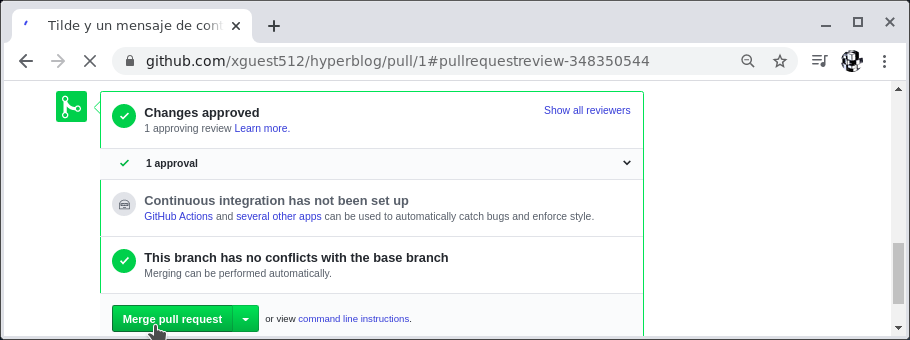 Tilde y un mensaje de cont
github.com/xguest512/hyperblog/pull/1#pullrequestreview-348350544
Changes approved
Show all reviewers
1 approving review Learn more.
1 approval
Continuous integration has not been set up
GitHub Actions and several other apps can be used to automatically catch bugs and enforce style.
This branch has no conflicts with the base branch
Merging can be performed automatically.
Merge pull request
or view command line instructions.